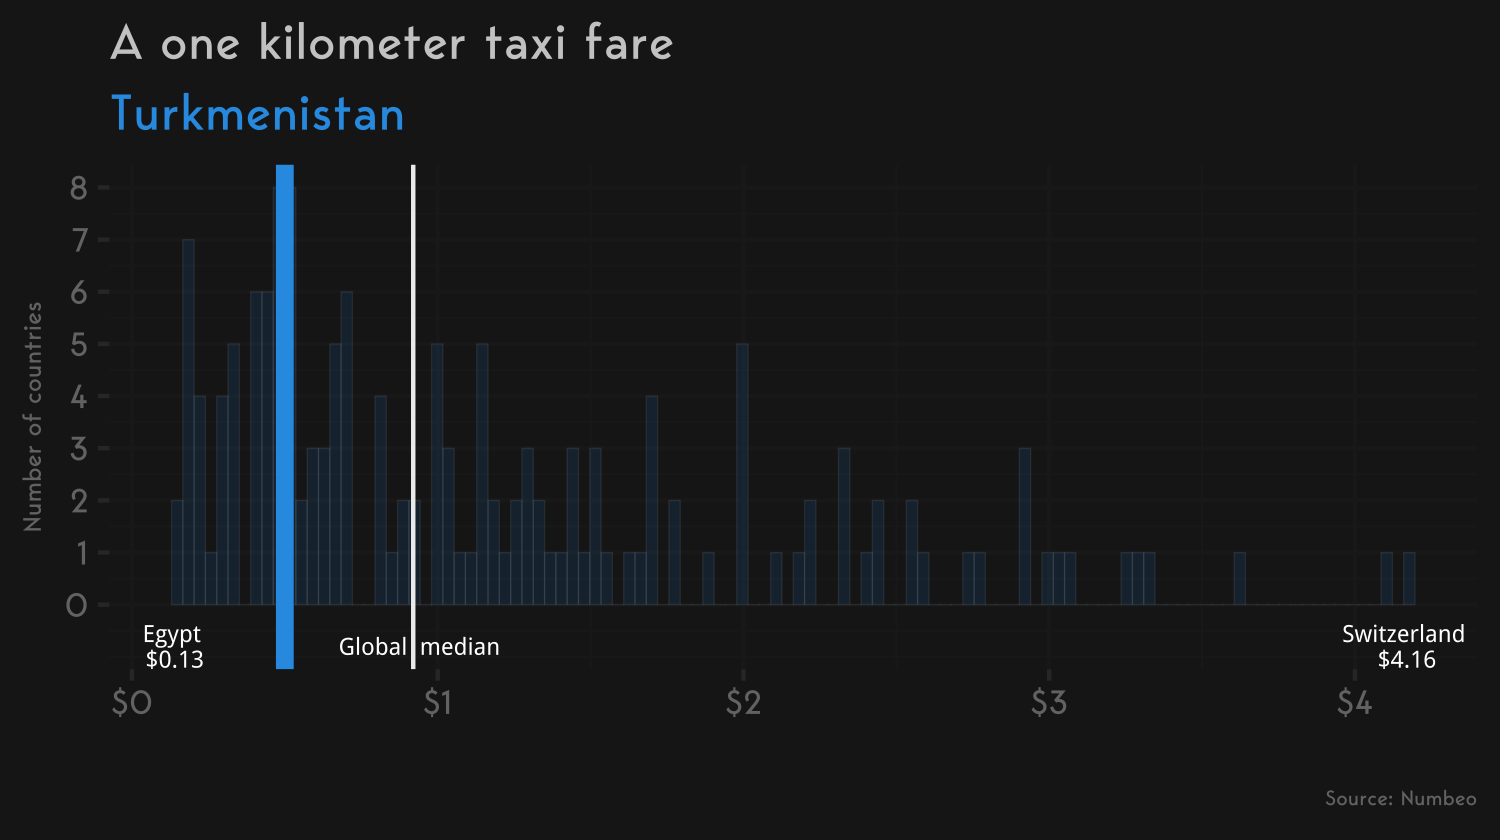 A one kilometer taxi fare
Turkmenistan
Number of countries
8
7
6
5
4
3
2
1
0
Egypt
$0.13
Global median
Switzerland
$4.16
$0 $1 $2 $3 $4
Source: Numbeo